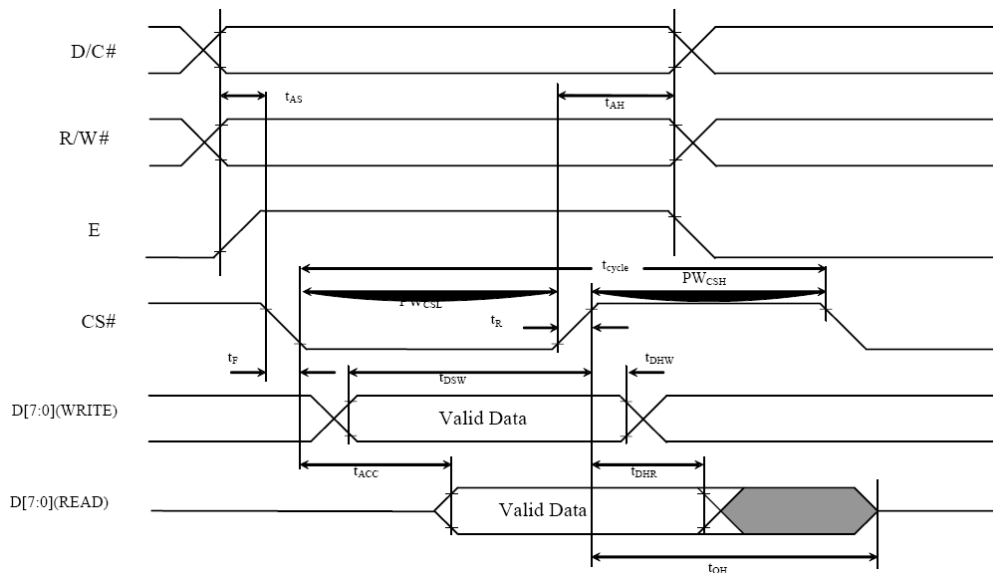 D/C#
tAS
tAH
R/W#
E
tcycle
PWCSL
PWCSH
CS#
tR
tF
tDSW
tDHW
D[7:0](WRITE)
Valid Data
tACC
tDHR
D[7:0](READ)
Valid Data
tOH